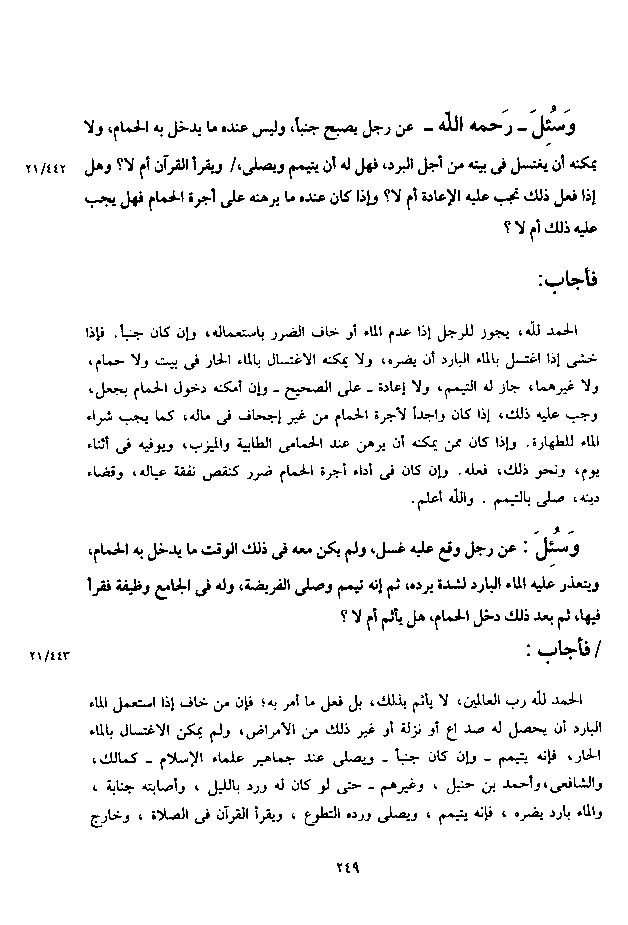 وَسُئِلَ ـ رَحمه الله ـ عن رجل يصبح جنباً، وليس عنده ما يدخل به الحمام، ولا
يمكنه أن يغتسل فى بيته من أجل البرد، فهل له أن يتيمم ويصلى،/ ويقرأ القرآن أم لا؟ وهل ٢١/٤٤٢
إذا فعل ذلك تجب عليه الإعادة أم لا؟ وإذا كان عنده ما يرهنه على أجرة الحمام فهل يجب
عليه ذلك أم لا ؟
فأجاب:
الحمد لله، يجوز للرجل إذا عدم الماء أو خاف الضرر باستعماله، وإن كان جنباً. فإذا
خشى إذا اغتسل بالماء البارد أن يضره، ولا يمكنه الاغتسال بالماء الحار فى بيت ولا حمام،
ولا غيرهما، جاز له التيمم، ولا إعادة ـ على الصحيح ـ وإن أمكنه دخول الحمام بجعل،
وجب عليه ذلك، إذا كان واجداً لأجرة الحمام من غير إجحاف فى ماله، كما يجب شراء
الماء للطهارة. وإذا كان ممن يمكنه أن يرهن عند الحمامى الطابية والميزب، ويوفيه فى أثناء
يوم، ونحو ذلك، فعله. وإن كان فى أداء أجرة الحمام ضرر كنقص نفقة عياله، وقضاء
دينه، صلى بالتيمم . والله أعلم.
وَسُئِلَ : عن رجل وقع عليه غسل، ولم يكن معه فى ذلك الوقت ما يدخل به الحمام،
ويتعذر عليه الماء البارد لشدة برده، ثم إنه تيمم وصلى الفريضة، وله فى الجامع وظيفة فقرأ
فيها، ثم بعد ذلك دخل الحمام، هل يأثم أم لا ؟
/ فأجاب : ٢١/٤٤٣
الحمد لله رب العالمين، لا يأثم بذلك، بل فعل ما أمر به؛ فإن من خاف إذا استعمل الماء
البارد أن يحصل له صد اع أو نزلة أو غير ذلك من الأمراض، ولم يمكن الاغتسال بالماء
الحار، فإنه يتيمم ـ وإن كان جنباً ـ ويصلى عند جماهير علماء الإسلام ـ كمالك،
والشافعى،وأحمد بن حنبل ، وغيرهم ـ حتى لو كان له ورد بالليل ، وأصابته جنابة ،
والماء بارد يضره ، فإنه يتيمم ، ويصلى ورده التطوع ، ويقرأ القرآن فى الصلاة ، وخارج
٢٤٩